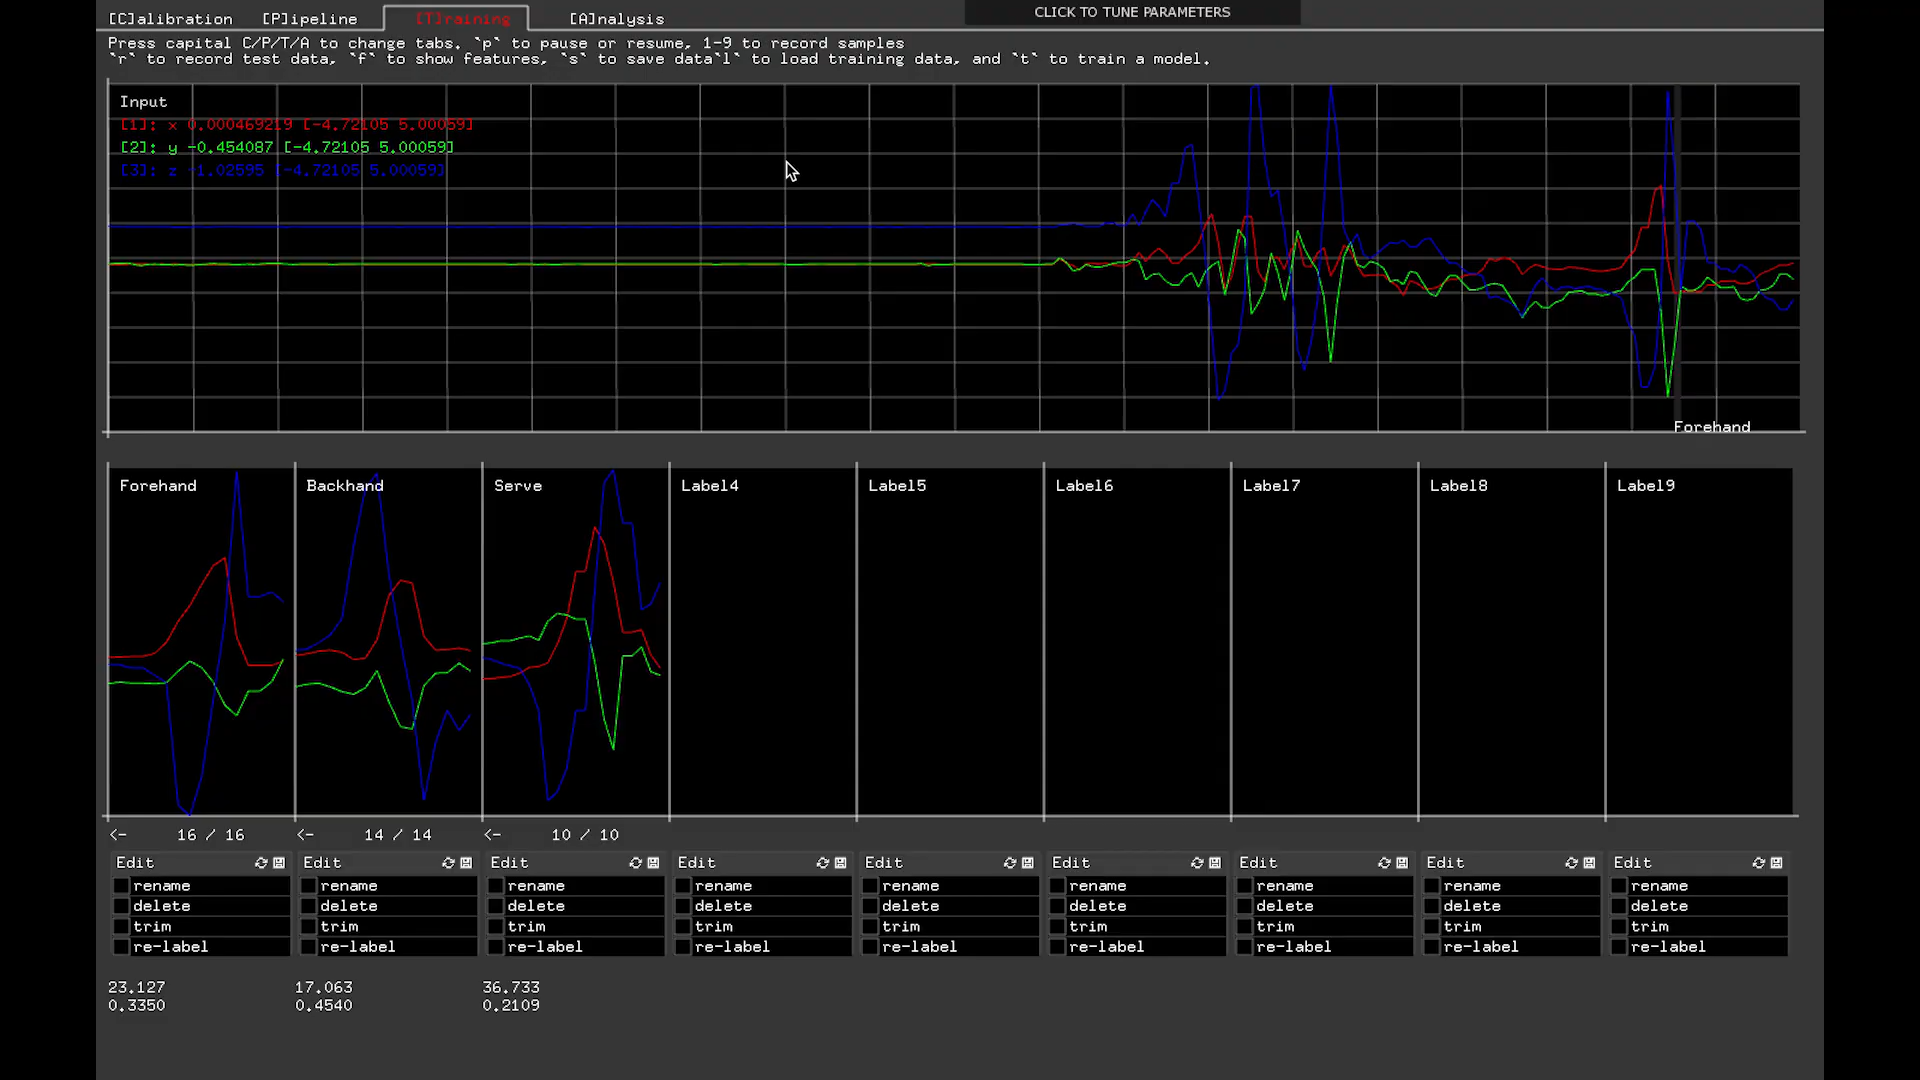 [C]alibration [P]ipeline [T]raining [A]nalysis CLICK TO TUNE PARAMETERS
Press capital C/P/T/A to change tabs. `p` to pause or resume, 1-9 to record samples
`r` to record test data, `f` to show features, `s` to save data`l` to load training data, and `t` to train a model.
Input
[1]: x 0.000469219 [-4.72105 5.00059]
[2]: y -0.454087 [-4.72105 5.00059]
[3]: z -1.02595 [-4.72105 5.00059]
Forehand
Forehand Backhand Serve Label4 Label5 Label6 Label7 Label8 Label9
<- 16 / 16 <- 14 / 14 <- 10 / 10
Edit Edit Edit Edit Edit Edit Edit Edit Edit
rename rename rename rename rename rename rename rename rename
delete delete delete delete delete delete delete delete delete
trim trim trim trim trim trim trim trim trim
re-label re-label re-label re-label re-label re-label re-label re-label re-label
23.127 17.063 36.733
0.3350 0.4540 0.2109